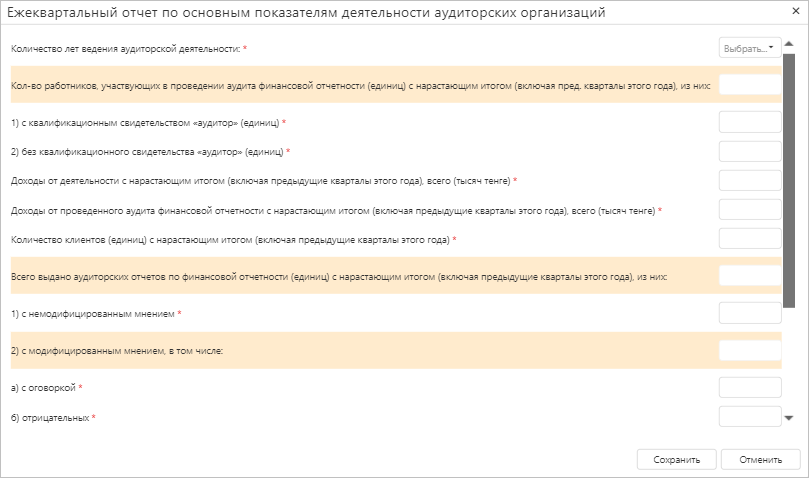 Ежеквартальный отчет по основным показателям деятельности аудиторских организаций
Количество лет ведения аудиторской деятельности: *
Выбрать...
Кол-во работников, участвующих в проведении аудита финансовой отчетности (единиц) с нарастающим итогом (включая пред. кварталы этого года), из них:
1) с квалификационным свидетельством «аудитор» (единиц) *
2) без квалификационного свидетельства «аудитор» (единиц) *
Доходы от деятельности с нарастающим итогом (включая предыдущие кварталы этого года), всего (тысяч тенге) *
Доходы от проведенного аудита финансовой отчетности с нарастающим итогом (включая предыдущие кварталы этого года), всего (тысяч тенге) *
Количество клиентов (единиц) с нарастающим итогом (включая предыдущие кварталы этого года) *
Всего выдано аудиторских отчетов по финансовой отчетности (единиц) с нарастающим итогом (включая предыдущие кварталы этого года), из них:
1) с немодифицированным мнением *
2) с модифицированным мнением, в том числе:
а) с оговоркой *
б) отрицательных *
Сохранить Отменить